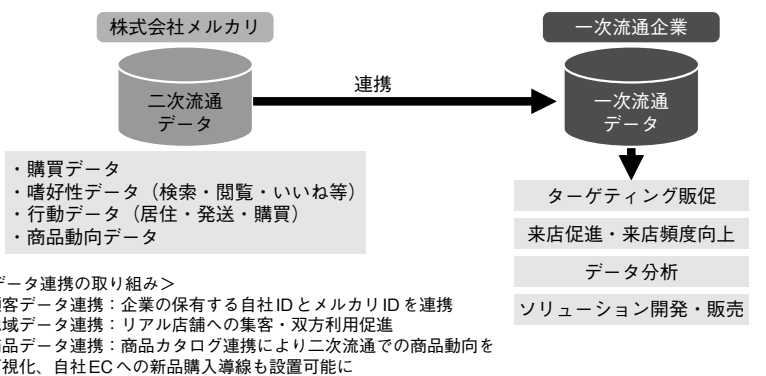 株式会社メルカリ
一次流通企業
二次流通
データ
連携
一次流通
データ
・購買データ
・嗜好性データ（検索・閲覧・いいね等）
・行動データ（居住・発送・購買）
・商品動向データ
ターゲティング販促
来店促進・来店頻度向上
データ分析
ソリューション開発・販売
データ連携の取り組み＞
客データ連携：企業の保有する自社IDとメルカリIDを連携
域データ連携：リアル店舗への集客・双方利用促進
品データ連携：商品カタログ連携により二次流通での商品動向を
視化、自社ECへの新品購入導線も設置可能に